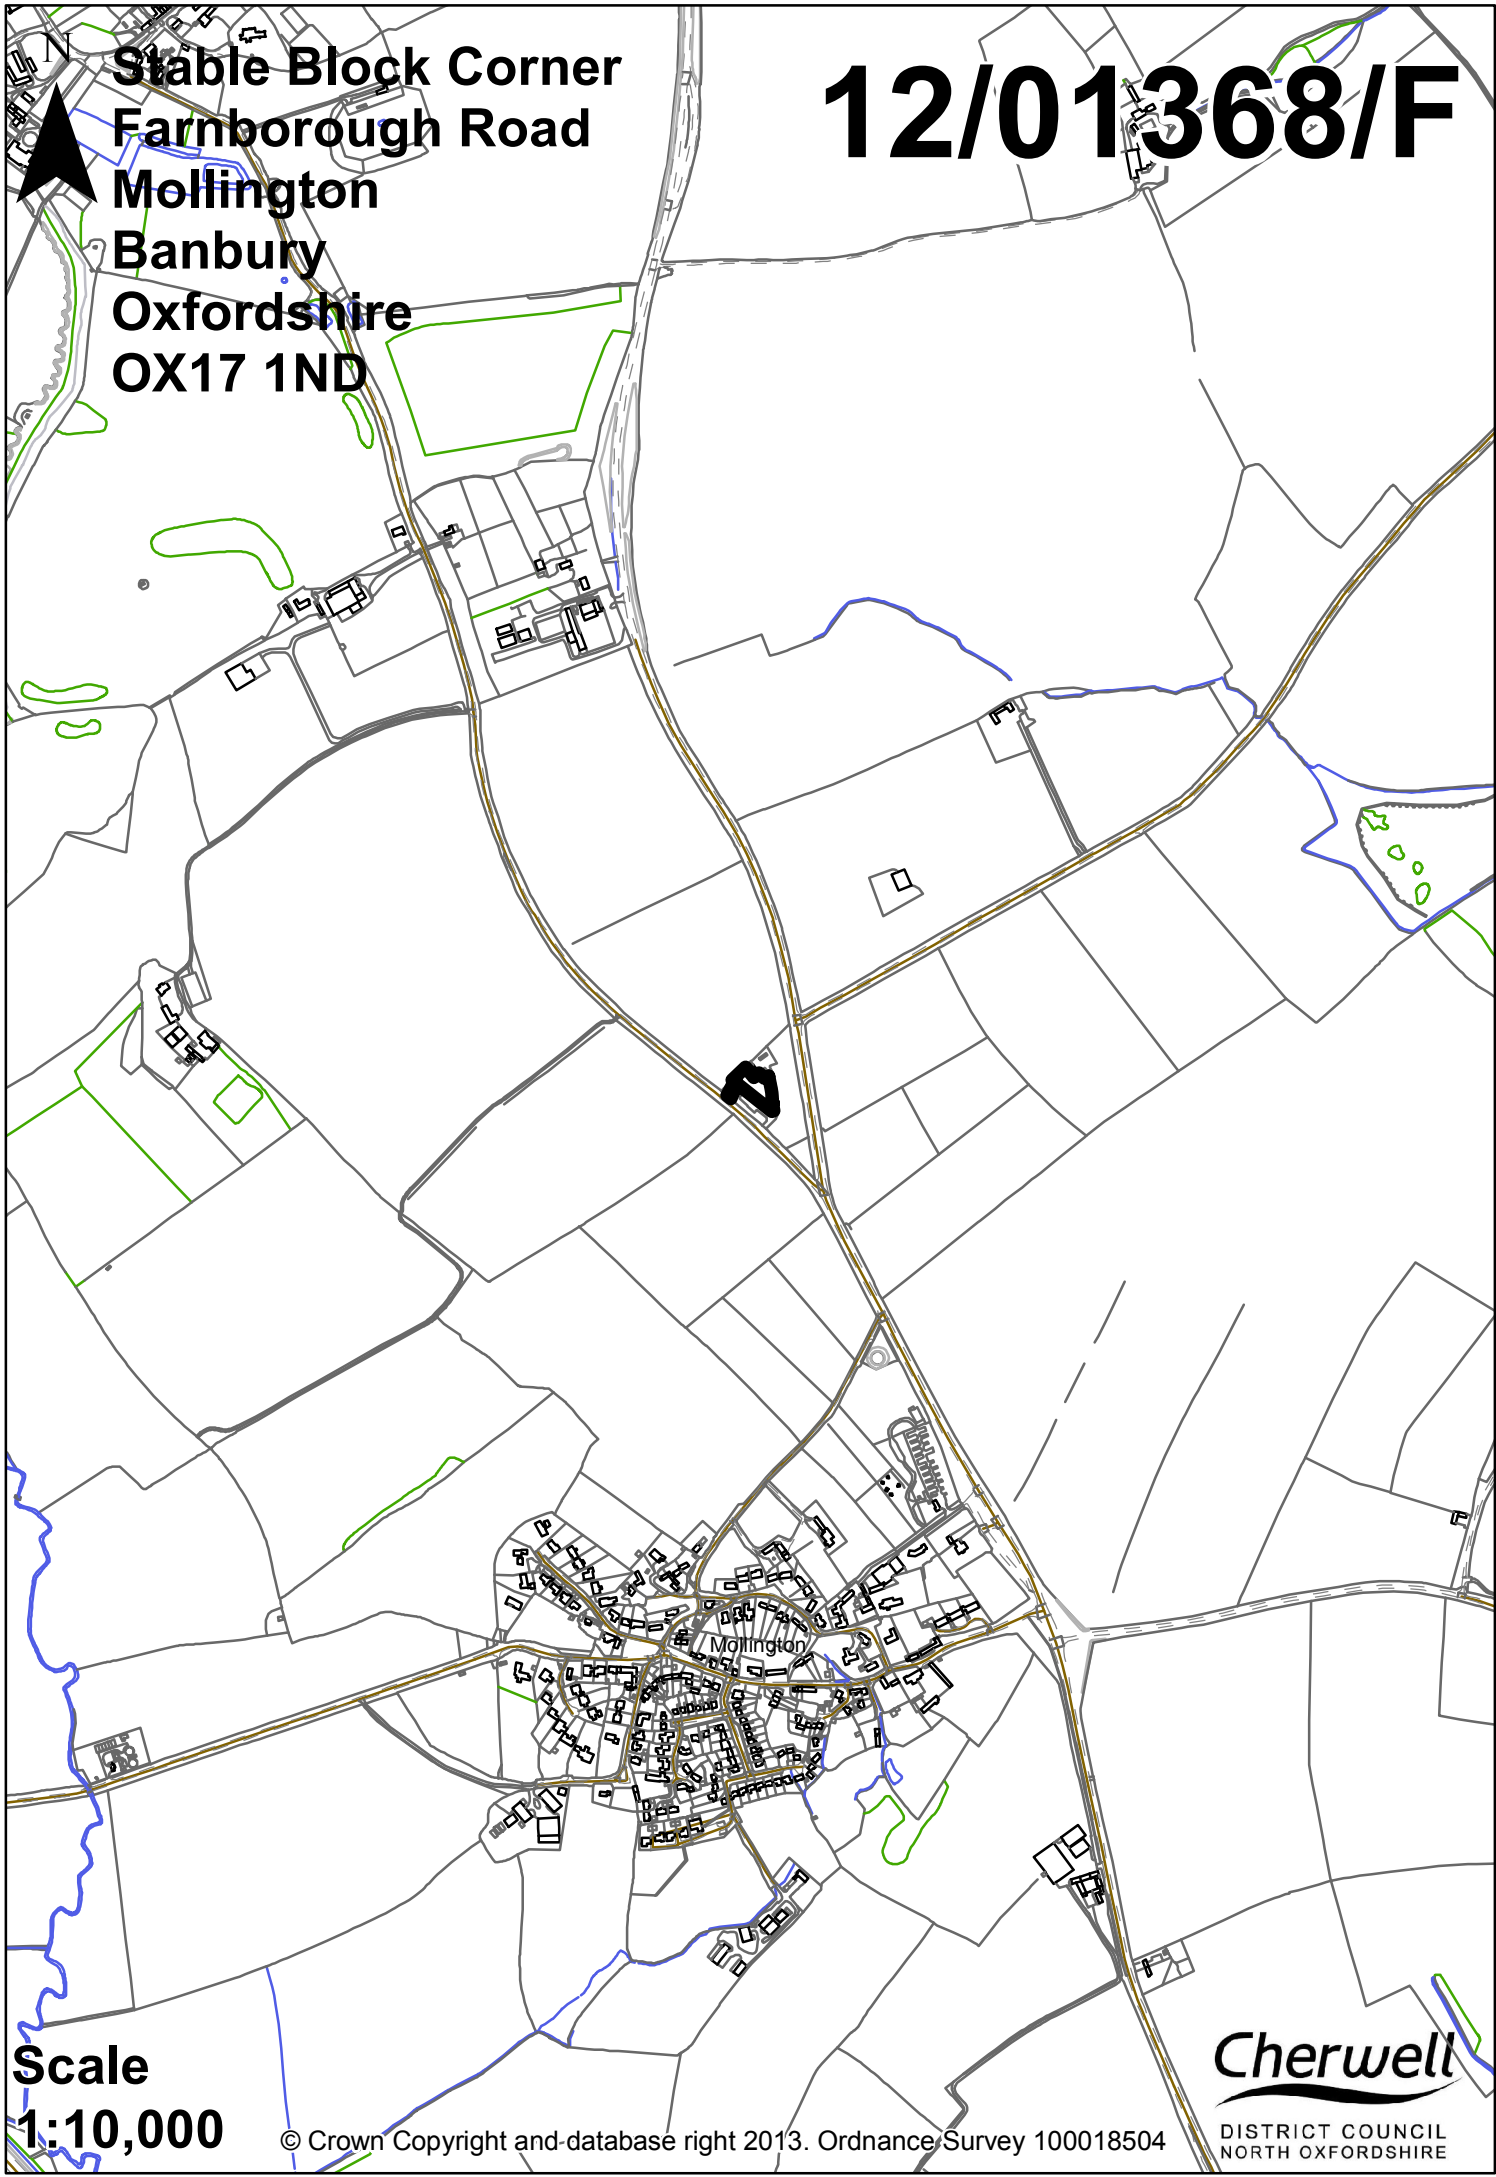 N
Stable Block Corner
Farnborough Road
Mollington
Banbury
Oxfordshire
OX17 1ND
12/01368/F
Mollington
Scale
1:10,000
© Crown Copyright and database right 2013. Ordnance Survey 100018504
Cherwell
DISTRICT COUNCIL
NORTH OXFORDSHIRE